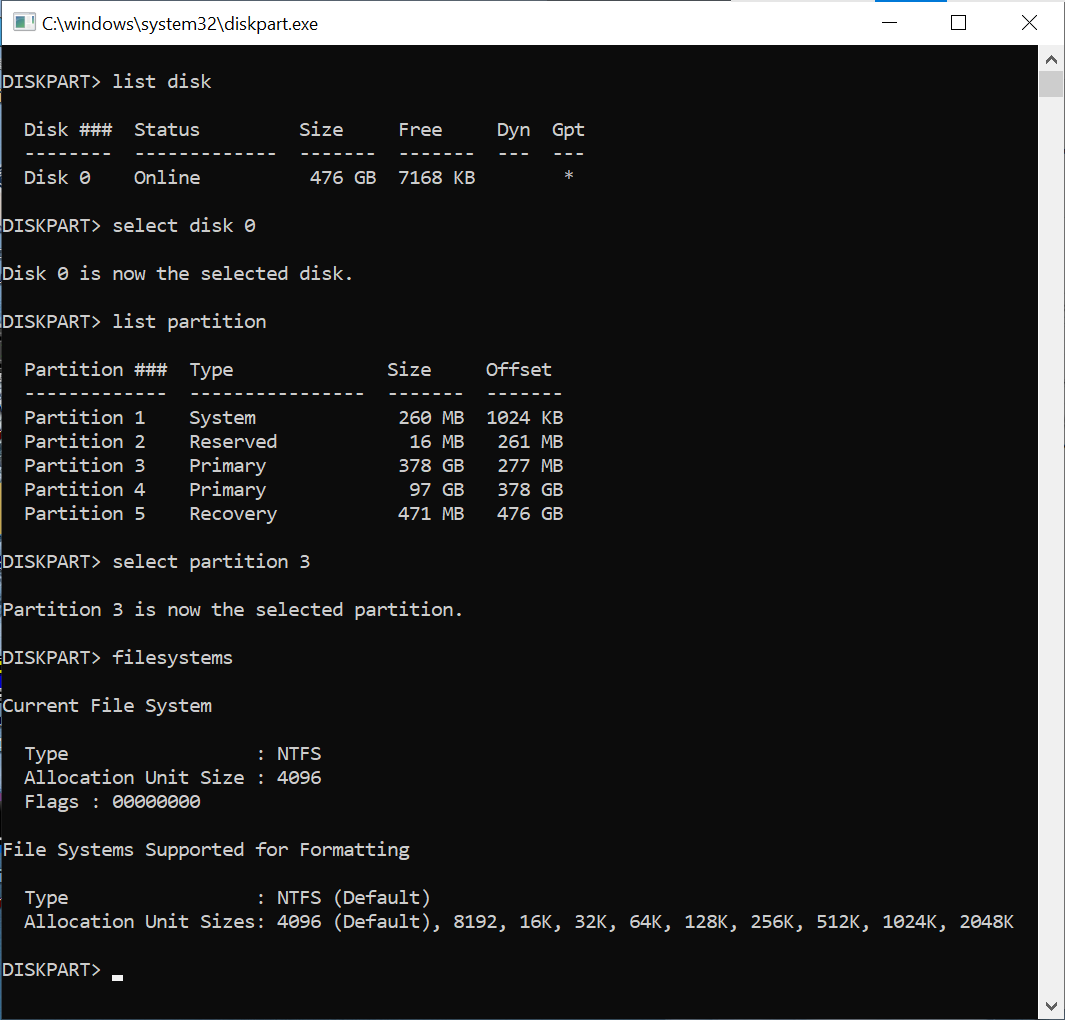 C:\windows\system32\diskpart.exe
DISKPART> list disk
  Disk ###  Status         Size     Free     Dyn  Gpt
  --------  -------------  -------  -------  ---  ---
  Disk 0    Online          476 GB  7168 KB        *
DISKPART> select disk 0
Disk 0 is now the selected disk.
DISKPART> list partition
  Partition ###  Type              Size     Offset
  -------------  ----------------  -------  -------
  Partition 1    System             260 MB  1024 KB
  Partition 2    Reserved            16 MB   261 MB
  Partition 3    Primary            378 GB   277 MB
  Partition 4    Primary             97 GB   378 GB
  Partition 5    Recovery           471 MB   476 GB
DISKPART> select partition 3
Partition 3 is now the selected partition.
DISKPART> filesystems
Current File System
  Type                 : NTFS
  Allocation Unit Size : 4096
  Flags : 00000000
File Systems Supported for Formatting
  Type                 : NTFS (Default)
  Allocation Unit Sizes: 4096 (Default), 8192, 16K, 32K, 64K, 128K, 256K, 512K, 1024K, 2048K
DISKPART>